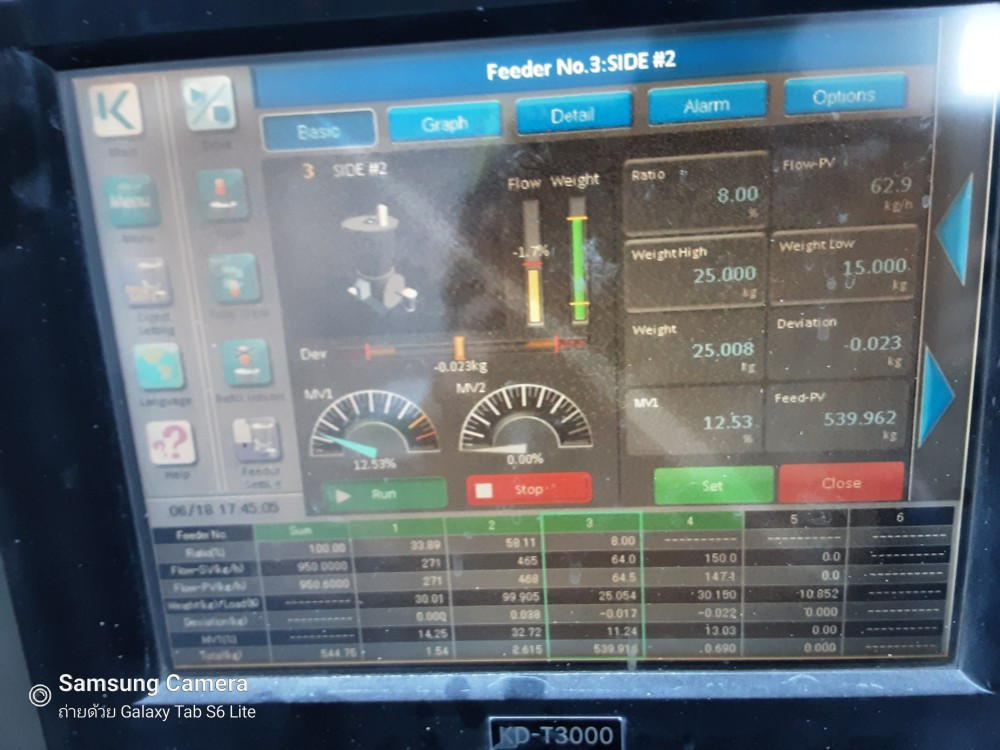 Feeder No.3:SIDE #2
Basic Graph Detail Alarm Options
3 SIDE #2
Flow Weight
-1.7%
Ratio
8.00
%
Flow-PV
62.9
kg/h
Weight High
25.000
kg
Weight Low
15.000
kg
Weight
25.008
kg
Deviation
-0.023
kg
MV1
12.53
%
Feed-PV
539.962
kg
Dev
-0.023kg
MV1 MV2
12.53% 0.00%
Run Stop Set Close
Menu
Language
Help
06/18 17:45:05
Feeder No. Sum 1 2 3 4 5 6
Ratio(%) 100.00 33.89 58.11 8.00 ---------- ----------
Flow-SV(kg/h) 950.0000 271 465 64.0 150.0 0.0 ----------
Flow-PV(kg/h) 950.6000 271 468 64.5 147.1 0.0 ----------
---------- 30.01 99.905 25.054 30.150 -10.852 ----------
Deviation(kg) ---------- 0.000 0.038 -0.017 -0.022 0.000 ----------
MV1(%) ---------- 14.25 32.72 11.24 13.03 0.00 ----------
Total(kg) 544.75 1.54 2.615 0.690 0.000 ----------
Samsung Camera
ถ่ายด้วย Galaxy Tab S6 Lite
KD-T3000